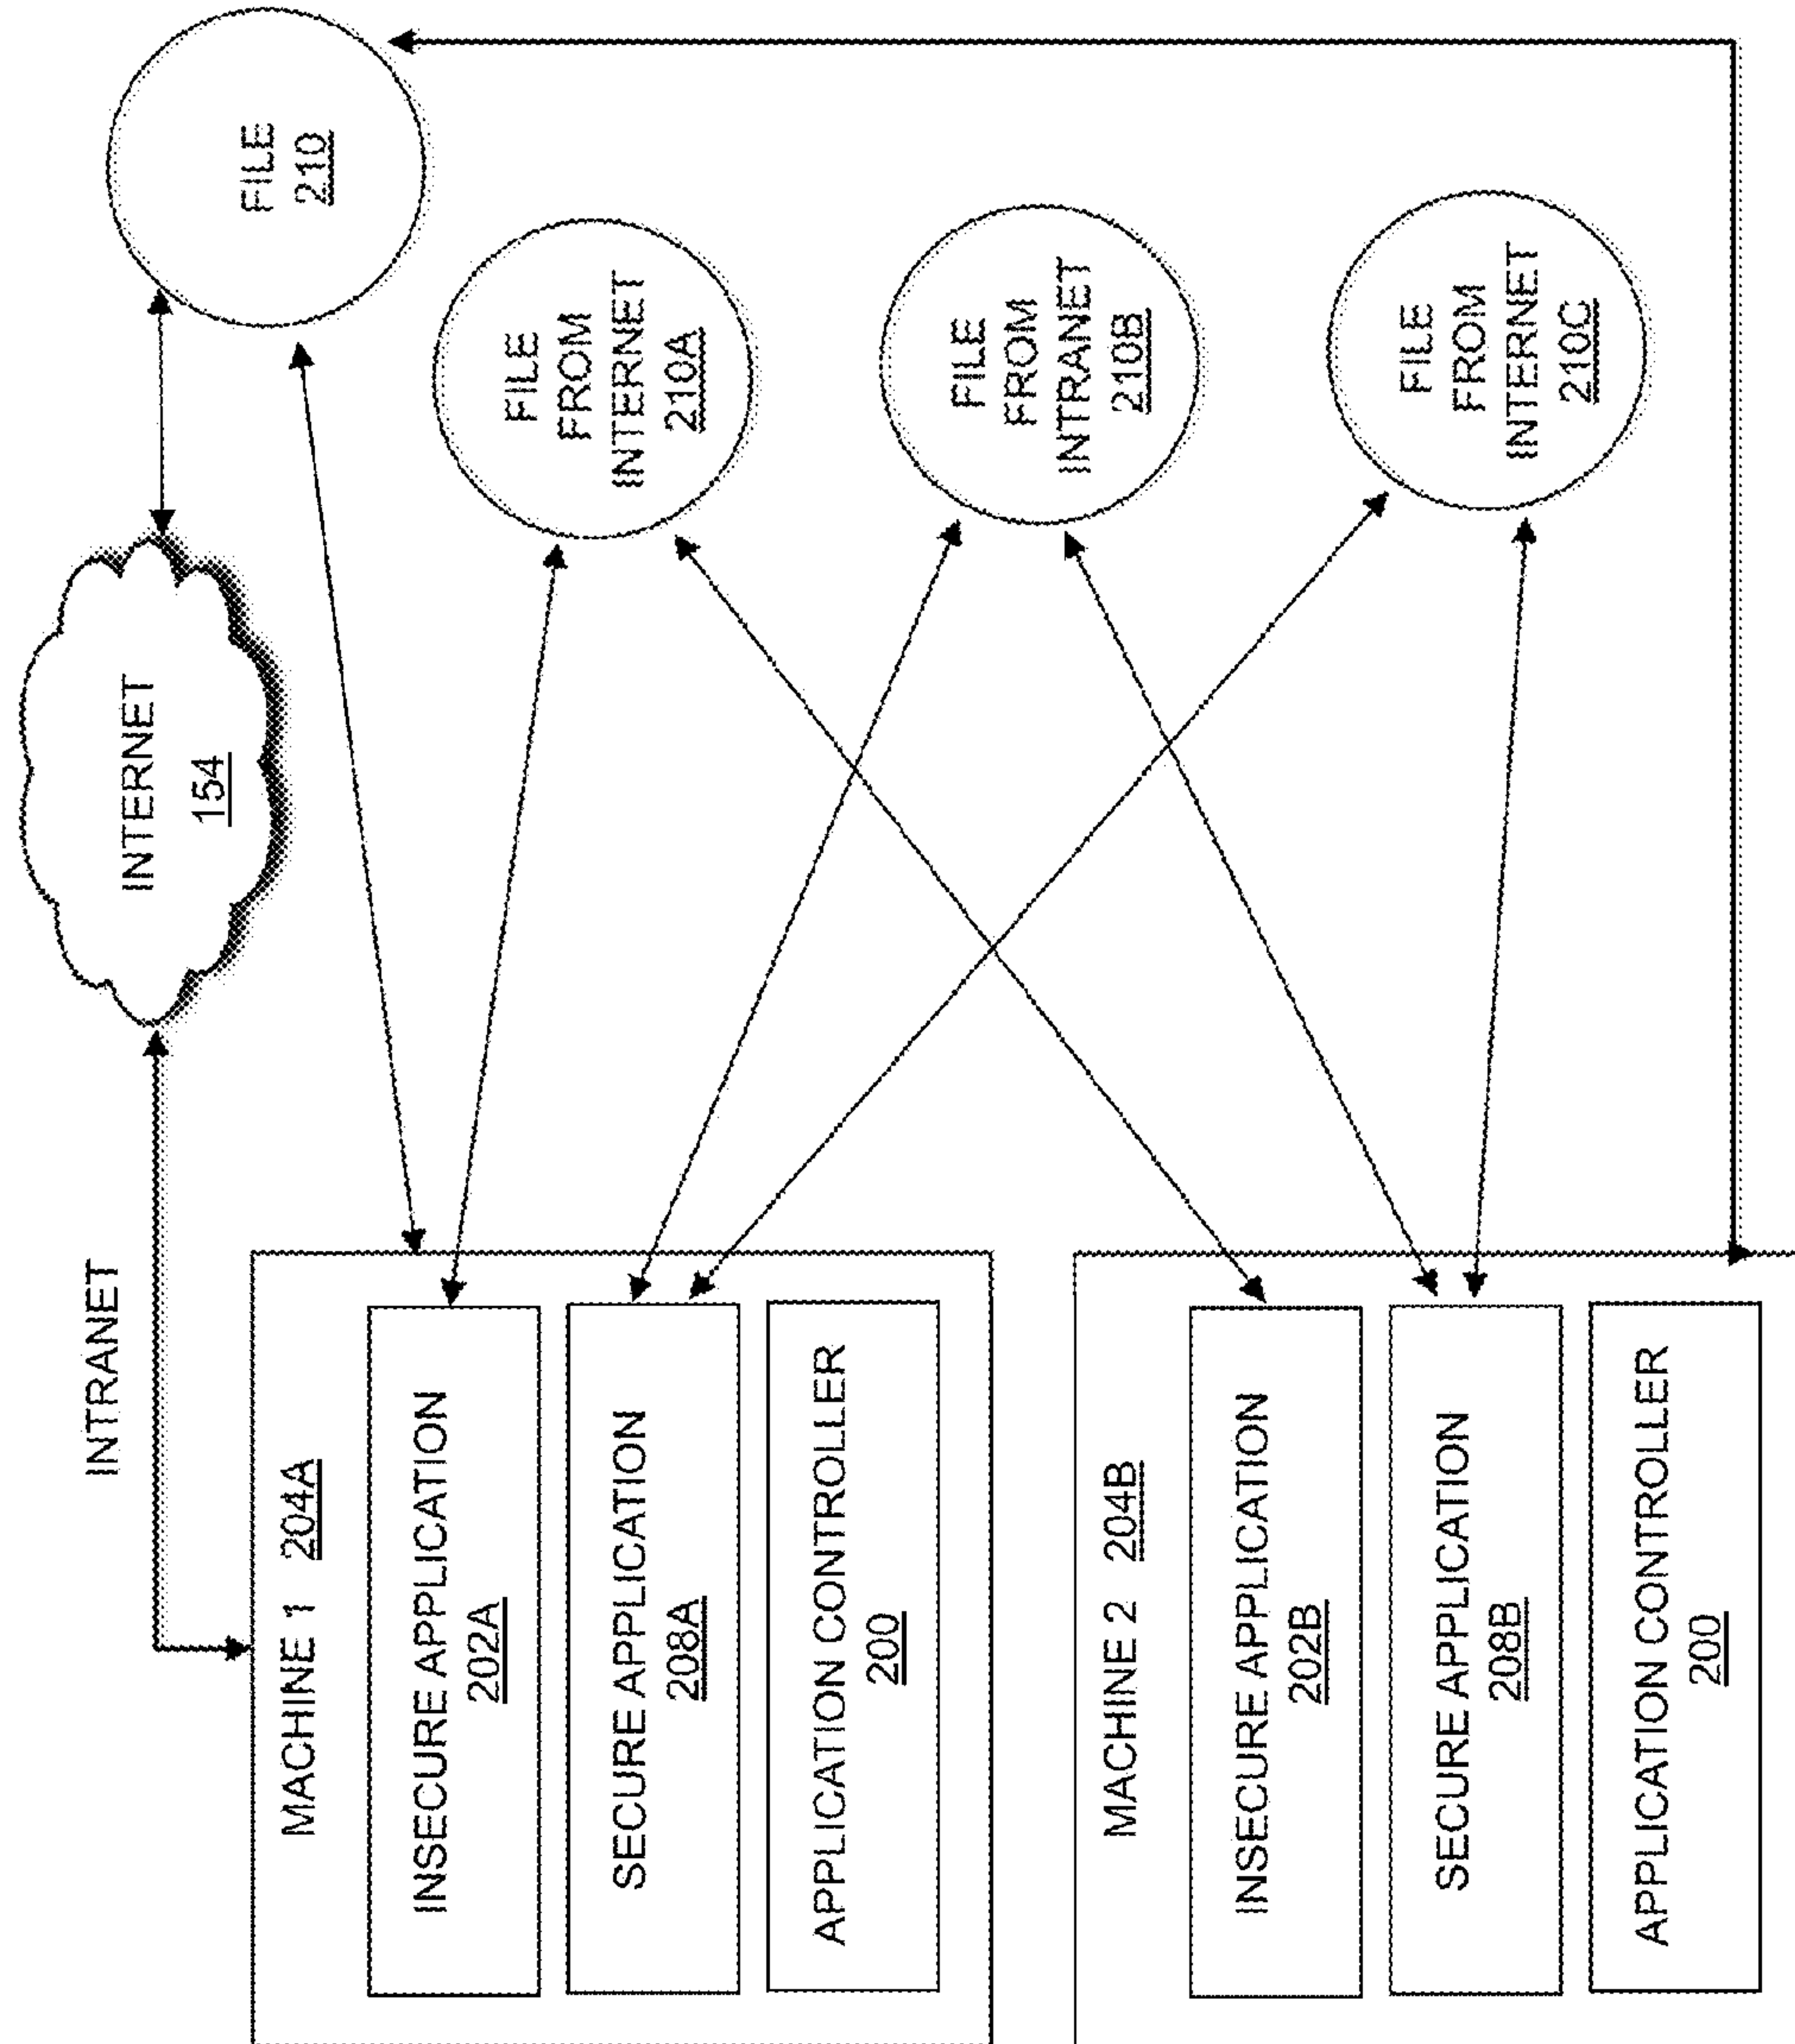 INTRANET
INTERNET
154
FILE
210
MACHINE 1 204A
INSECURE APPLICATION
202A
SECURE APPLICATION
208A
APPLICATION CONTROLLER
200
FILE
FROM
INTERNET
210A
FILE
FROM
INTRANET
210B
FILE
FROM
INTERNET
210C
MACHINE 2 204B
INSECURE APPLICATION
202B
SECURE APPLICATION
208B
APPLICATION CONTROLLER
200